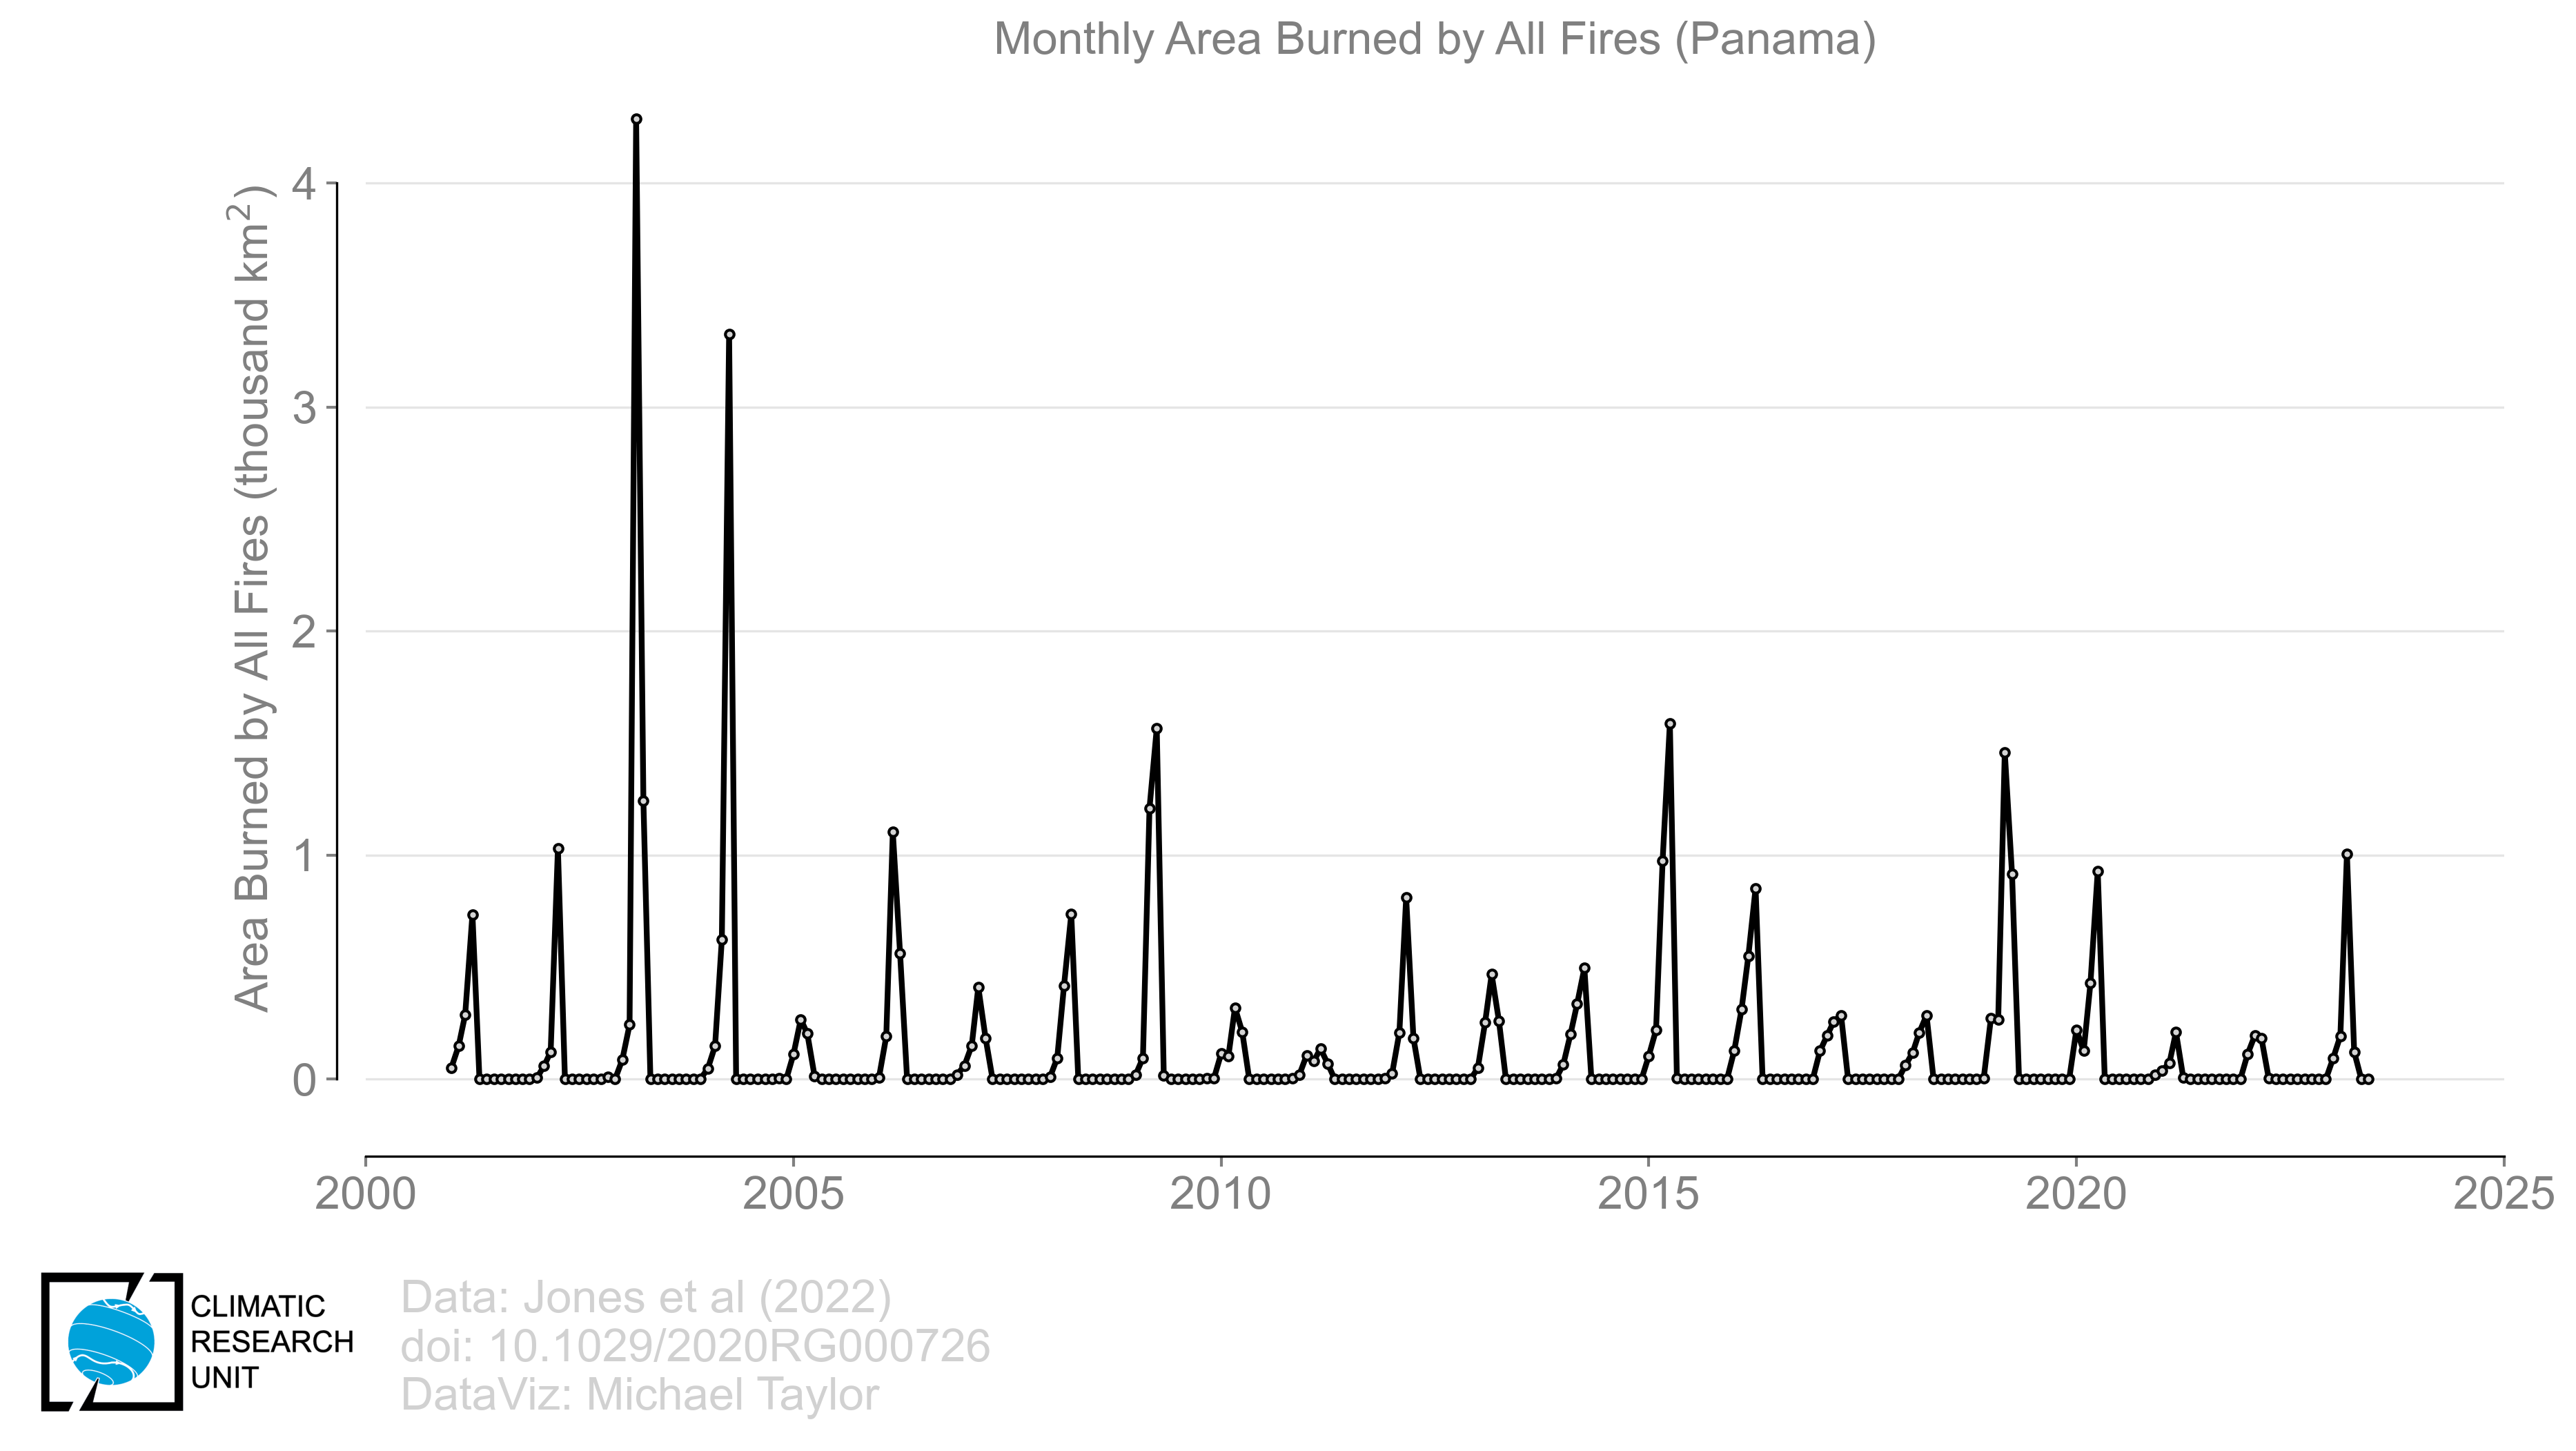 Monthly Area Burned by All Fires (Panama)
Area Burned by All Fires (thousand km²)
4
3
2
1
0
2000
2005
2010
2015
2020
2025
CLIMATIC
RESEARCH
UNIT
Data: Jones et al (2022)
doi: 10.1029/2020RG000726
DataViz: Michael Taylor